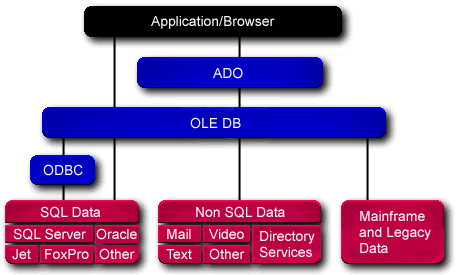 Application/Browser
ADO
OLE DB
ODBC
SQL Data
SQL Server Oracle
Jet FoxPro Other
Non SQL Data
Mail Video
Text Other
Directory
Services
Mainframe
and Legacy
Data